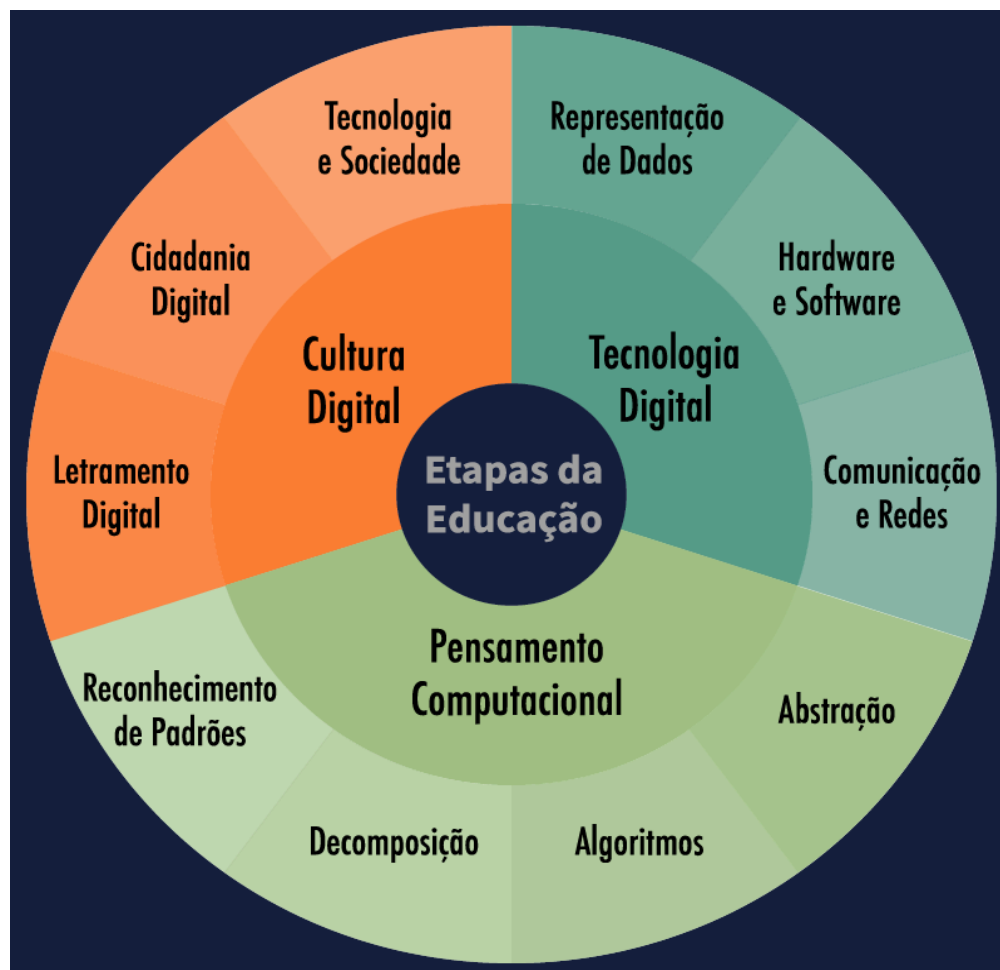 Tecnologia
e Sociedade
Representação
de Dados
Cidadania
Digital
Hardware
e Software
Cultura
Digital
Tecnologia
Digital
Letramento
Digital
Etapas da
Educação
Comunicação
e Redes
Pensamento
Computacional
Reconhecimento
de Padrões
Abstração
Decomposição
Algoritmos